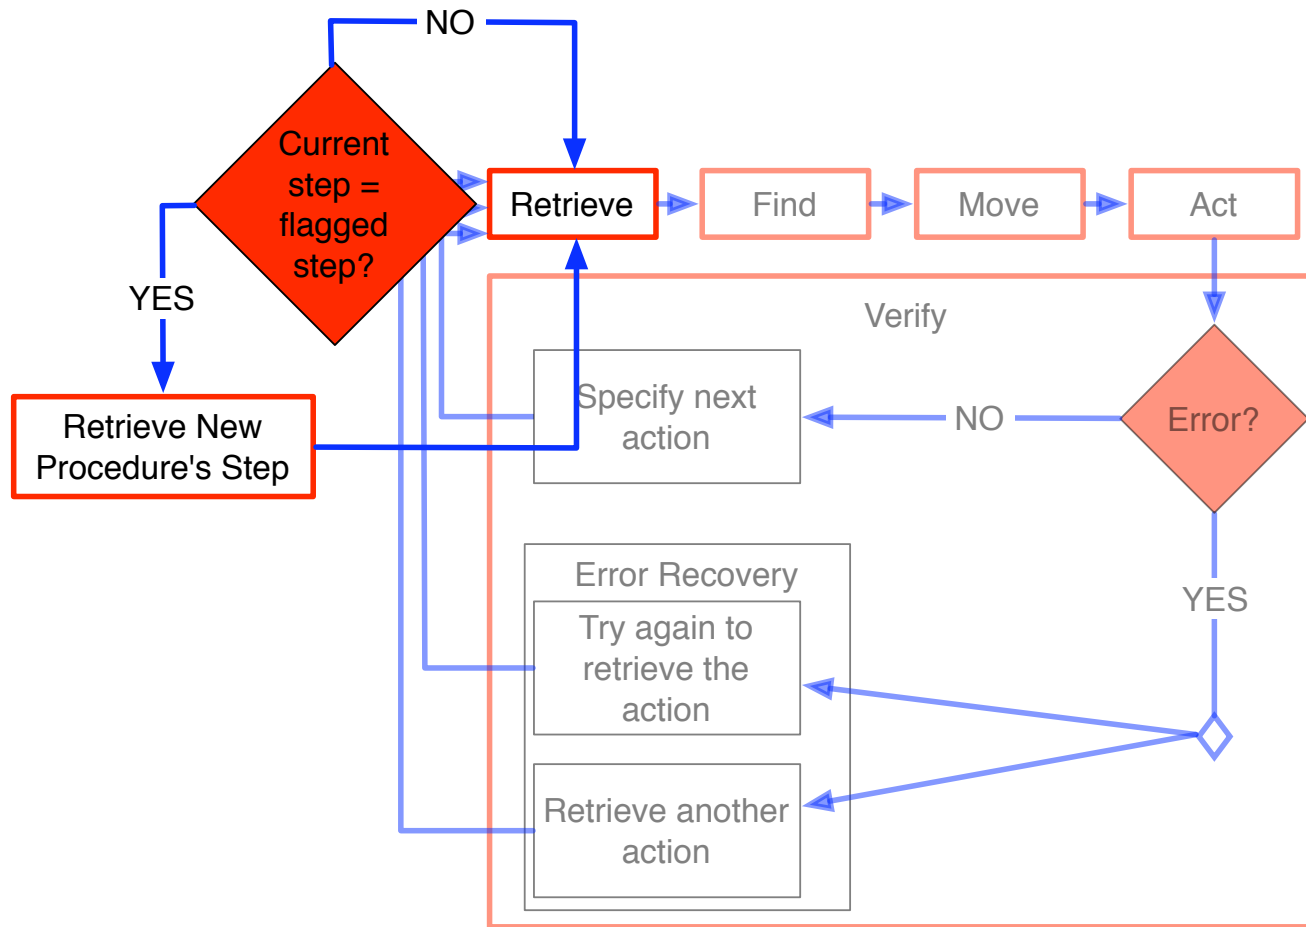 NO
Current
step =
flagged
step?
Retrieve
Find
Move
Act
YES
Verify
Retrieve New
Procedure's Step
Specify next
action
NO
Error?
Error Recovery
YES
Try again to
retrieve the
action
Retrieve another
action